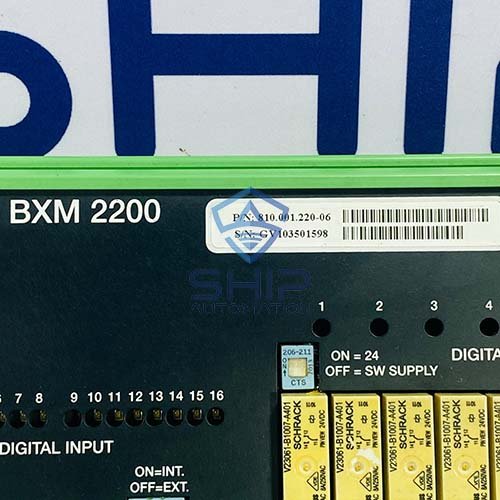 SHIP
BXM 2200
P/N: 810.001.220-06
S/N: GV103501598
SHIP
AUTOMATION
1 2 3 4
206-211
ON
CTS
ON = 24
OFF = SW SUPPLY
DIGITA
7 8 9 10 11 12 13 14 15 16
DIGITAL INPUT
ON=INT.
OFF=EXT.
V23061-B1007-A401
SCHRACK
V23061-B1007-A401
SCHRACK
V23061-B1007-A401
SCHRACK
V23061-B1007-A401
SCHRACK